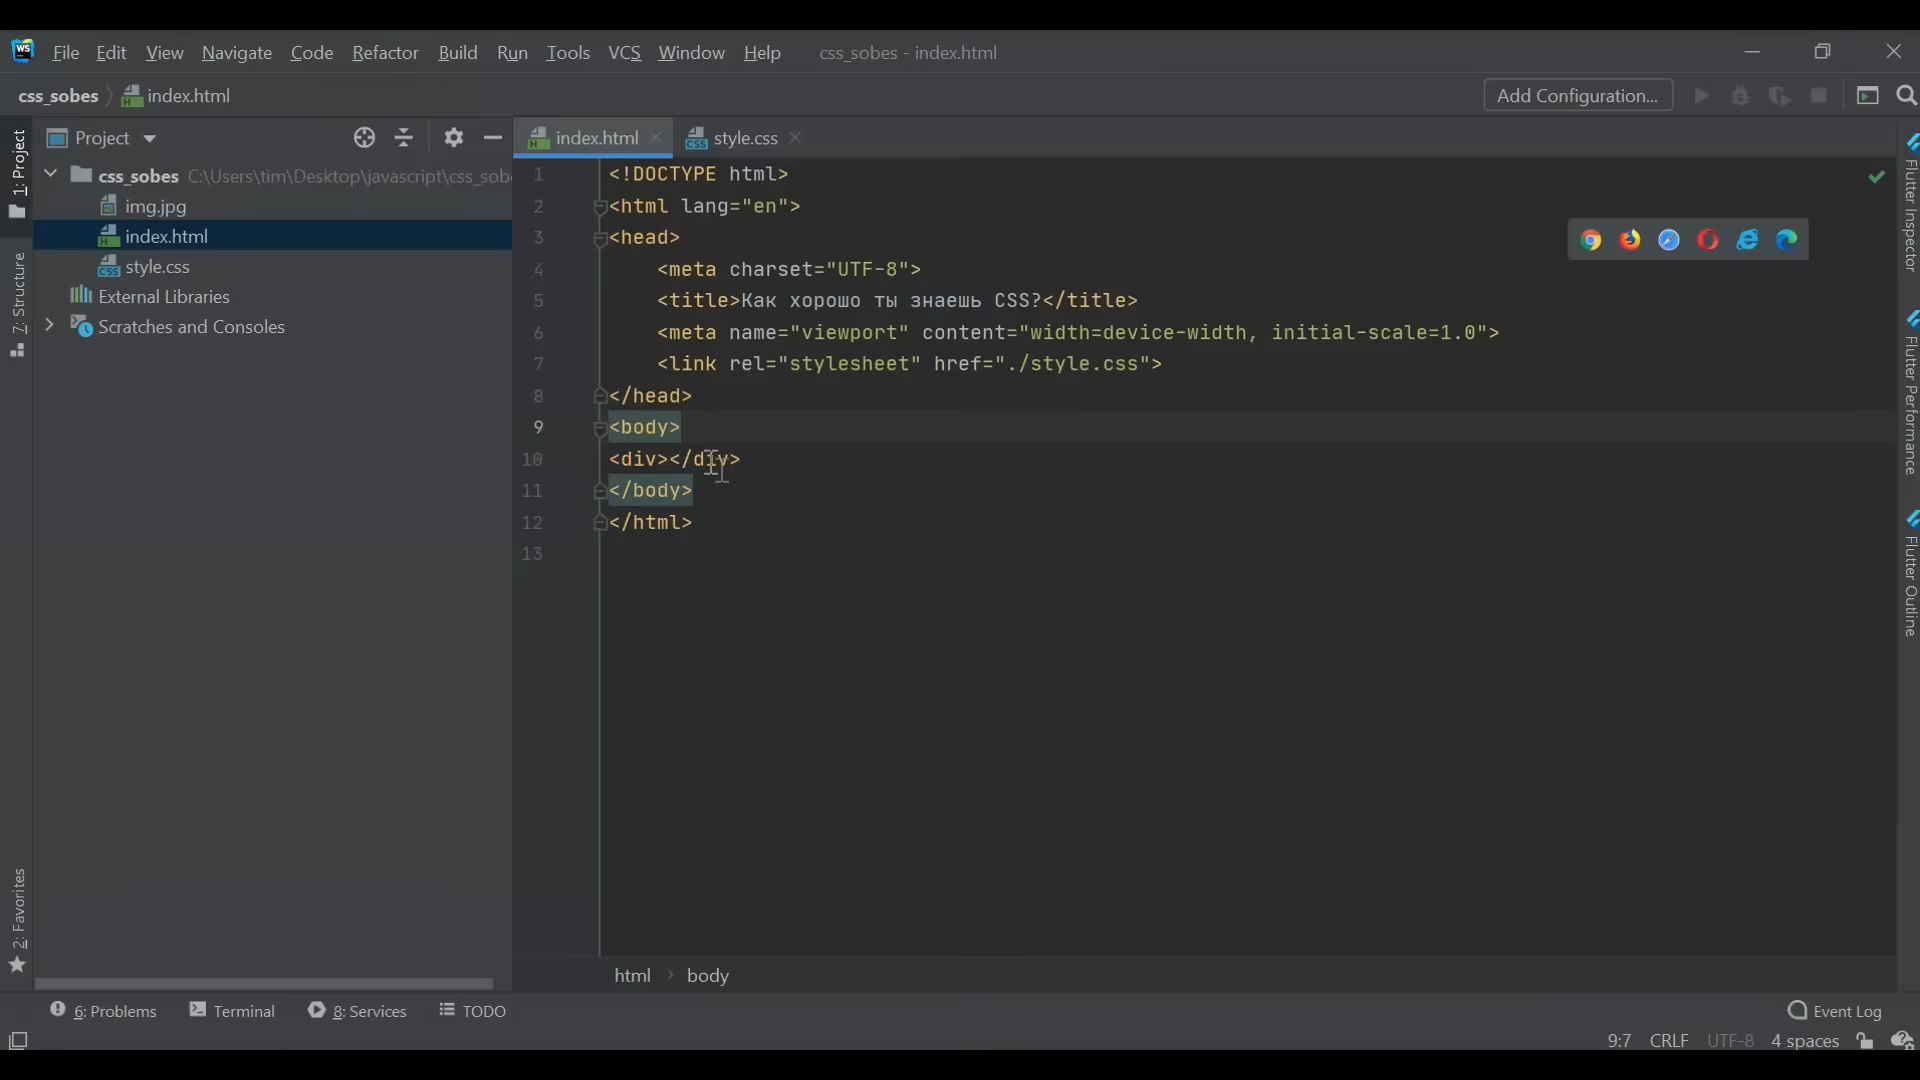 WS File Edit View Navigate Code Refactor Build Run Tools VCS Window Help css_sobes - index.html
css_sobes index.html Add Configuration...
Project
index.html
style.css
1: Project
7: Structure
2: Favorites
css_sobes C:\Users\tim\Desktop\javascript\css_sobe
img.jpg
index.html
style.css
External Libraries
Scratches and Consoles
1 <!DOCTYPE html>
2 <html lang="en">
3 <head>
4 <meta charset="UTF-8">
5 <title>Как хорошо ты знаешь CSS?</title>
6 <meta name="viewport" content="width=device-width, initial-scale=1.0">
7 <link rel="stylesheet" href="./style.css">
8 </head>
9 <body>
10 <div></div>
11 </body>
12 </html>
13
Flutter Inspector
Flutter Performance
Flutter Outline
html body
6: Problems Terminal 8: Services TODO Event Log
9:7 CRLF UTF-8 4 spaces